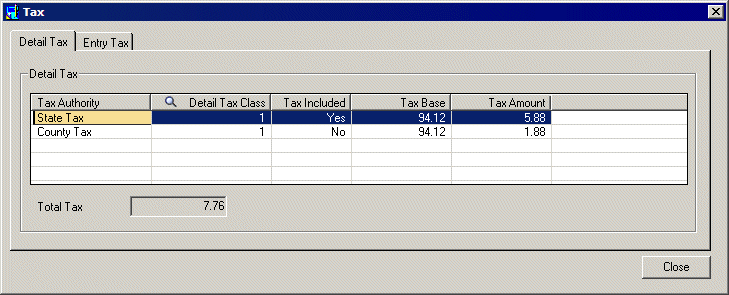 Tax
Detail Tax Entry Tax
Detail Tax
Tax Authority Detail Tax Class Tax Included Tax Base Tax Amount
State Tax 1 Yes 94.12 5.88
County Tax 1 No 94.12 1.88
Total Tax 7.76
Close